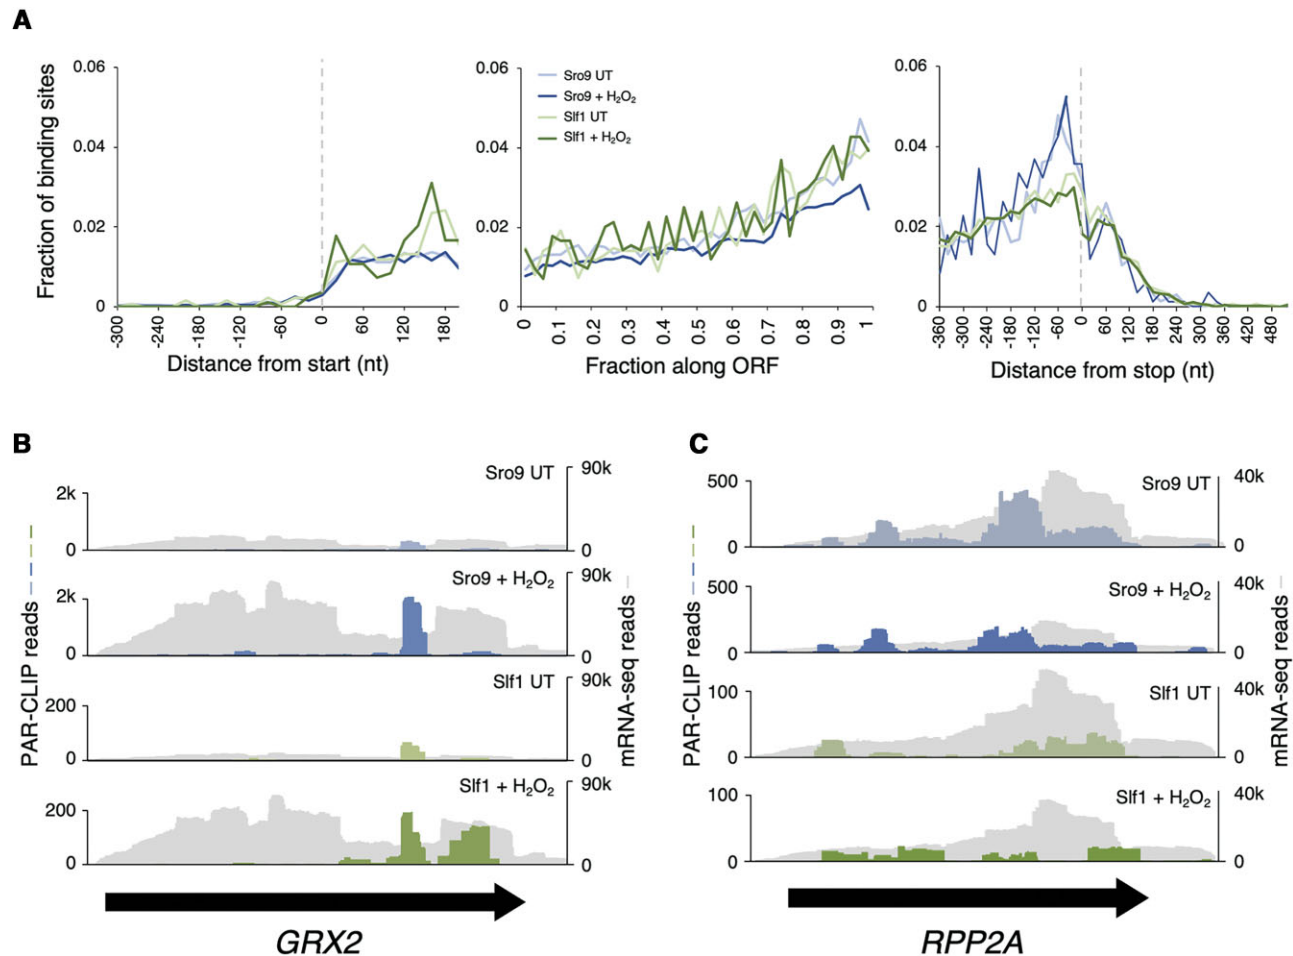 A
Fraction of binding sites
0.06
0.04
0.02
0
-300
-240
-180
-120
-60
0
60
120
180
Distance from start (nt)
0.06
0.04
0.02
0
Sro9 UT
Sro9 + H₂O₂
Slf1 UT
Slf1 + H₂O₂
0
0.1
0.2
0.3
0.4
0.5
0.6
0.7
0.8
0.9
1
Fraction along ORF
0.06
0.04
0.02
0
-360
-300
-240
-180
-120
-60
0
60
120
180
240
300
360
420
480
Distance from stop (nt)
B
PAR-CLIP reads
Sro9 UT
2k
0
90k
0
Sro9 + H₂O₂
2k
0
90k
0
Slf1 UT
200
0
90k
0
Slf1 + H₂O₂
200
0
90k
0
mRNA-seq reads
GRX2
C
PAR-CLIP reads
Sro9 UT
500
0
40k
0
Sro9 + H₂O₂
500
0
40k
0
Slf1 UT
100
0
40k
0
Slf1 + H₂O₂
100
0
40k
0
mRNA-seq reads
RPP2A